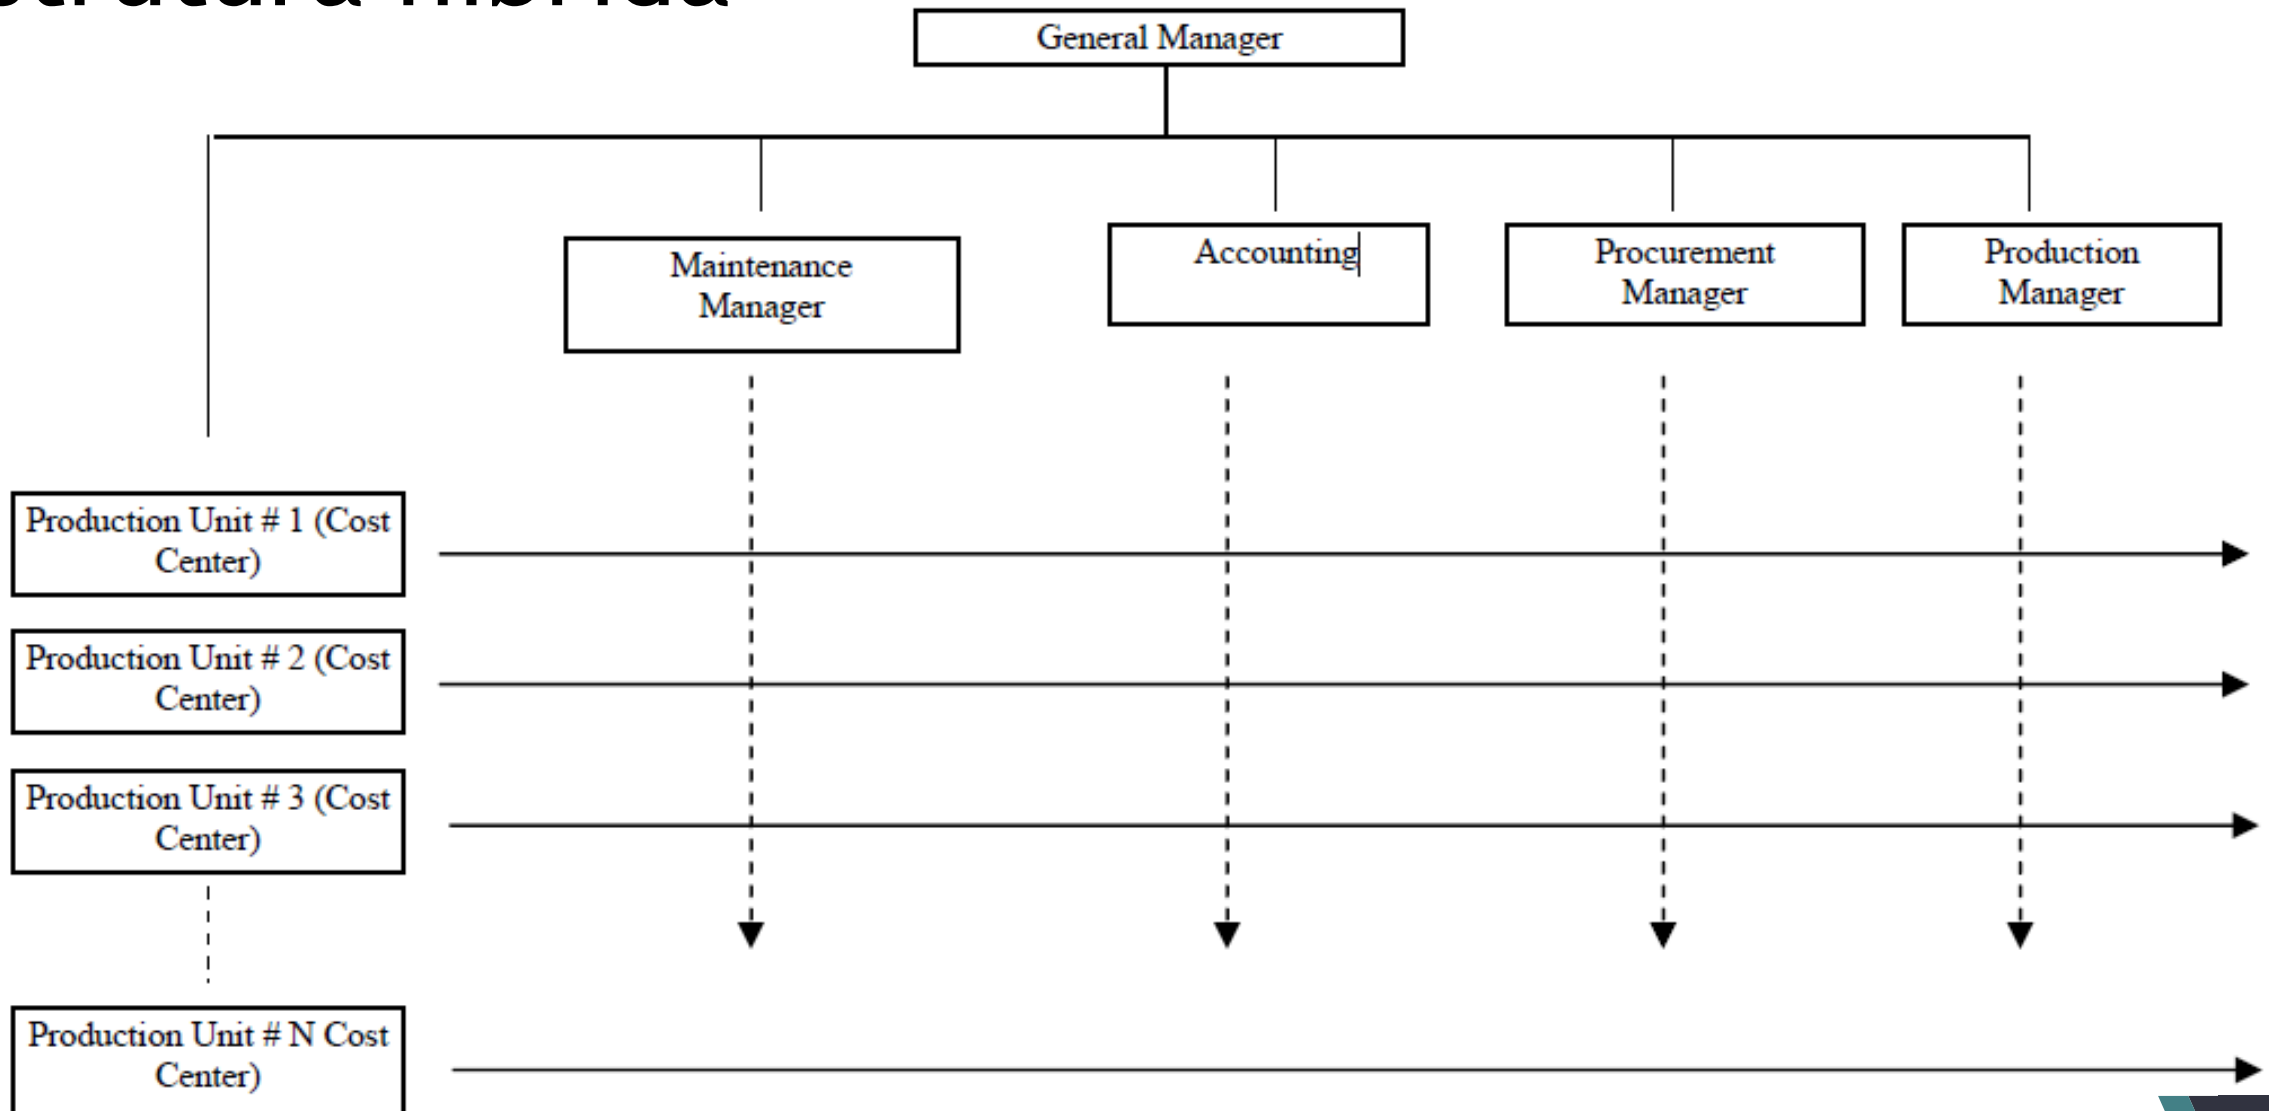 General Manager
Maintenance
Manager
Accounting
Procurement
Manager
Production
Manager
Production Unit # 1 (Cost
Center)
Production Unit # 2 (Cost
Center)
Production Unit # 3 (Cost
Center)
Production Unit # N Cost
Center)